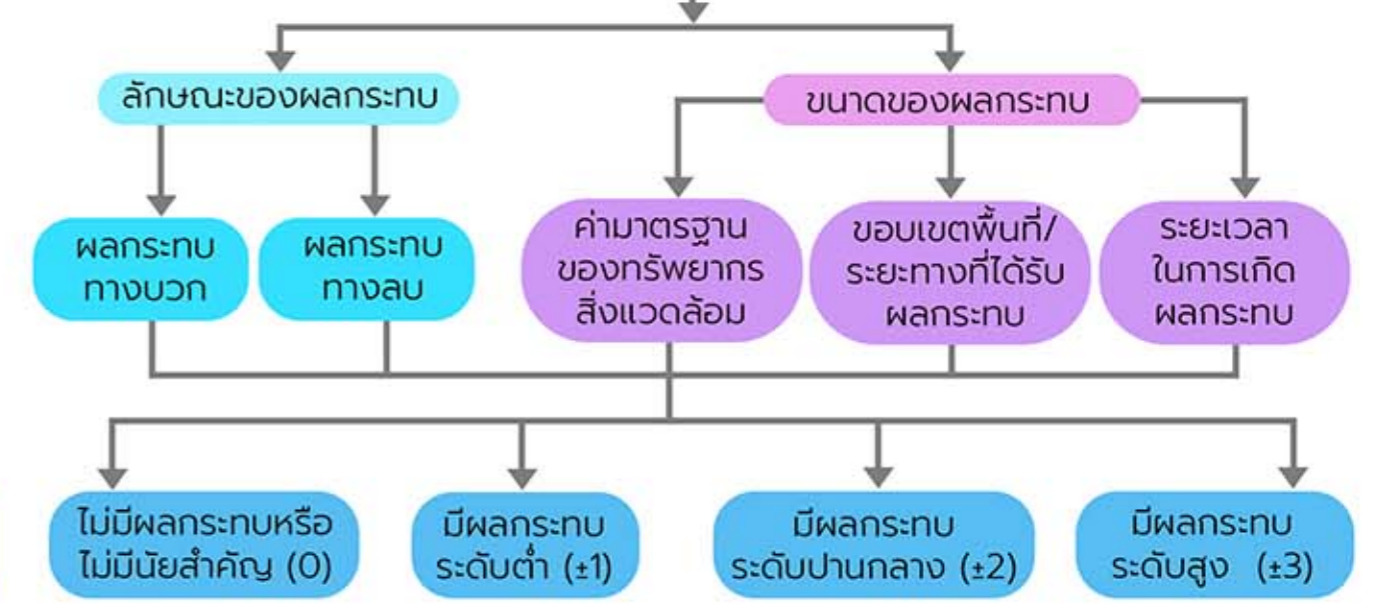 ลักษณะของผลกระทบ
ขนาดของผลกระทบ
ผลกระทบ
ทางบวก
ผลกระทบ
ทางลบ
ค่ามาตรฐาน
ของทรัพยากร
สิ่งแวดล้อม
ขอบเขตพื้นที่/
ระยะทางที่ได้รับ
ผลกระทบ
ระยะเวลา
ในการเกิด
ผลกระทบ
ไม่มีผลกระทบหรือ
ไม่มีนัยสำคัญ (0)
มีผลกระทบ
ระดับต่ำ (±1)
มีผลกระทบ
ระดับปานกลาง (±2)
มีผลกระทบ
ระดับสูง (±3)